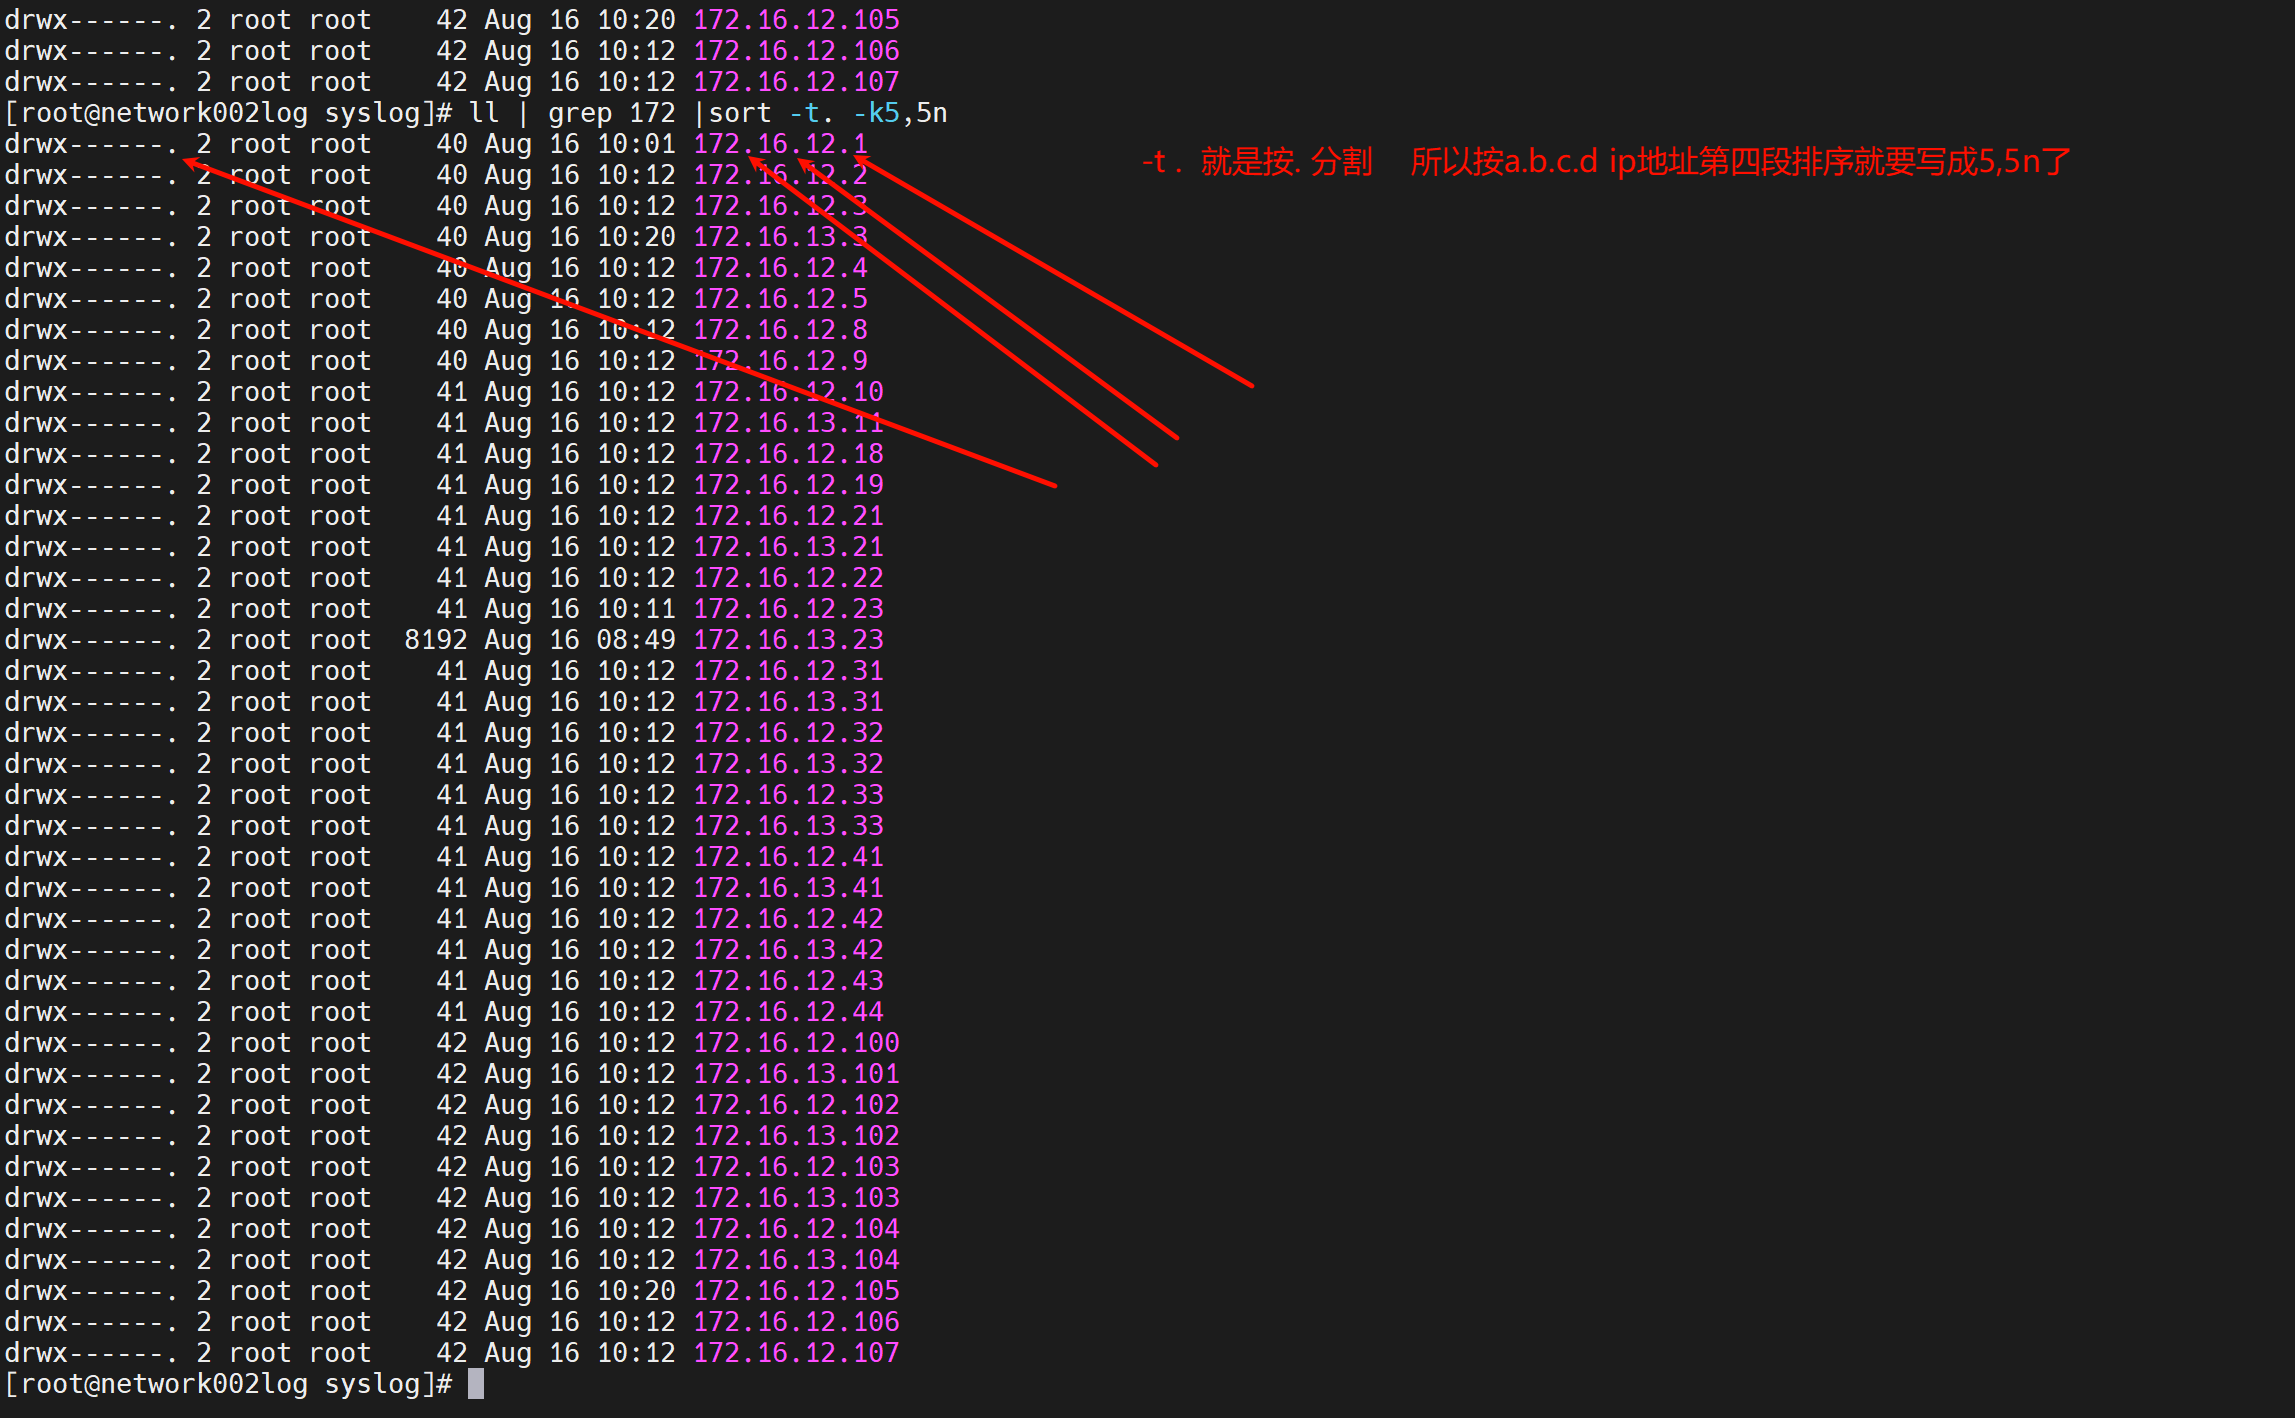 drwx------. 2 root root    42 Aug 16 10:20 172.16.12.105
drwx------. 2 root root    42 Aug 16 10:12 172.16.12.106
drwx------. 2 root root    42 Aug 16 10:12 172.16.12.107
[root@network002log syslog]# ll | grep 172 |sort -t. -k5,5n
drwx------. 2 root root    40 Aug 16 10:01 172.16.12.1
-t .  就是按. 分割    所以按a.b.c.d ip地址第四段排序就要写成5,5n了
drwx------. 2 root root    40 Aug 16 10:12 172.16.12.2
drwx------. 2 root root    40 Aug 16 10:12 172.16.12.3
drwx------. 2 root root    40 Aug 16 10:20 172.16.13.3
drwx------. 2 root root    40 Aug 16 10:12 172.16.12.4
drwx------. 2 root root    40 Aug 16 10:12 172.16.12.5
drwx------. 2 root root    40 Aug 16 10:12 172.16.12.8
drwx------. 2 root root    40 Aug 16 10:12 172.16.12.9
drwx------. 2 root root    41 Aug 16 10:12 172.16.12.10
drwx------. 2 root root    41 Aug 16 10:12 172.16.13.11
drwx------. 2 root root    41 Aug 16 10:12 172.16.12.18
drwx------. 2 root root    41 Aug 16 10:12 172.16.12.19
drwx------. 2 root root    41 Aug 16 10:12 172.16.12.21
drwx------. 2 root root    41 Aug 16 10:12 172.16.13.21
drwx------. 2 root root    41 Aug 16 10:12 172.16.12.22
drwx------. 2 root root    41 Aug 16 10:11 172.16.12.23
drwx------. 2 root root  8192 Aug 16 08:49 172.16.13.23
drwx------. 2 root root    41 Aug 16 10:12 172.16.12.31
drwx------. 2 root root    41 Aug 16 10:12 172.16.13.31
drwx------. 2 root root    41 Aug 16 10:12 172.16.12.32
drwx------. 2 root root    41 Aug 16 10:12 172.16.13.32
drwx------. 2 root root    41 Aug 16 10:12 172.16.12.33
drwx------. 2 root root    41 Aug 16 10:12 172.16.13.33
drwx------. 2 root root    41 Aug 16 10:12 172.16.12.41
drwx------. 2 root root    41 Aug 16 10:12 172.16.13.41
drwx------. 2 root root    41 Aug 16 10:12 172.16.12.42
drwx------. 2 root root    41 Aug 16 10:12 172.16.13.42
drwx------. 2 root root    41 Aug 16 10:12 172.16.12.43
drwx------. 2 root root    41 Aug 16 10:12 172.16.12.44
drwx------. 2 root root    42 Aug 16 10:12 172.16.12.100
drwx------. 2 root root    42 Aug 16 10:12 172.16.13.101
drwx------. 2 root root    42 Aug 16 10:12 172.16.12.102
drwx------. 2 root root    42 Aug 16 10:12 172.16.13.102
drwx------. 2 root root    42 Aug 16 10:12 172.16.12.103
drwx------. 2 root root    42 Aug 16 10:12 172.16.13.103
drwx------. 2 root root    42 Aug 16 10:12 172.16.12.104
drwx------. 2 root root    42 Aug 16 10:12 172.16.13.104
drwx------. 2 root root    42 Aug 16 10:20 172.16.12.105
drwx------. 2 root root    42 Aug 16 10:12 172.16.12.106
drwx------. 2 root root    42 Aug 16 10:12 172.16.12.107
[root@network002log syslog]#